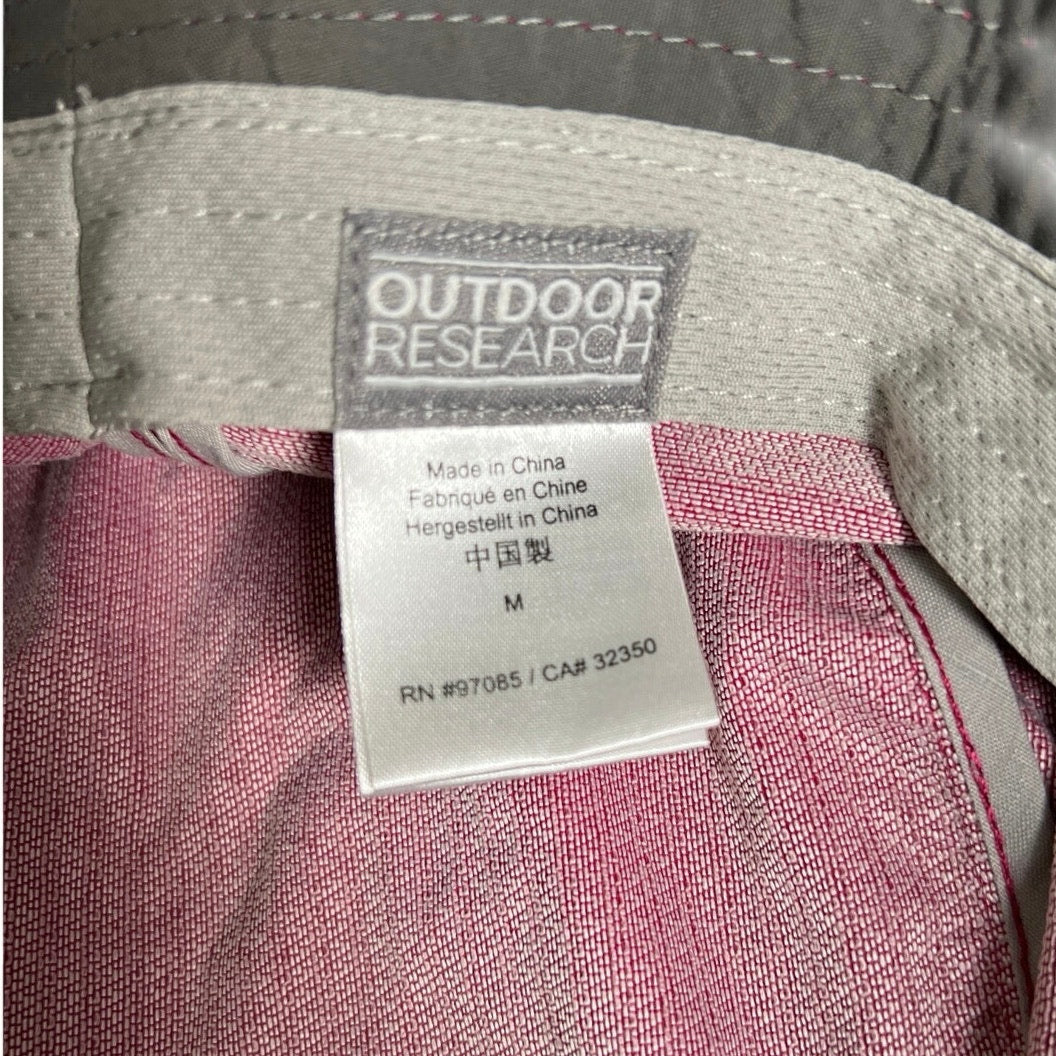 OUTDOOR
RESEARCH
Made in China
Fabriqué en Chine
Hergestellt in China
中国製
M
RN #97085 / CA# 32350